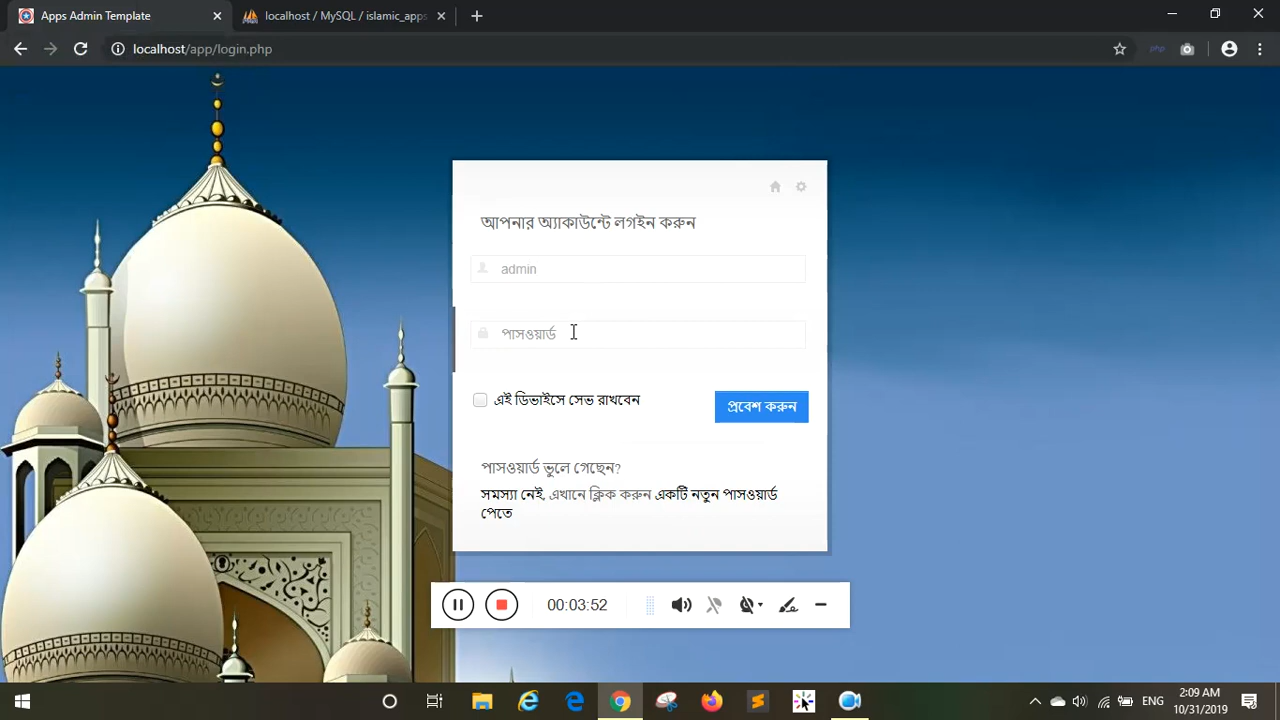 Apps Admin Template
localhost / MySQL / islamic_apps
localhost/app/login.php
php
আপনার অ্যাকাউন্টে লগইন করুন
admin
পাসওয়ার্ড
এই ডিভাইসে সেভ রাখবেন
প্রবেশ করুন
পাসওয়ার্ড ভুলে গেছেন?
সমস্যা নেই, এখানে ক্লিক করুন একটি নতুন পাসওয়ার্ড
পেতে
00:03:52
ENG
2:09 AM
10/31/2019